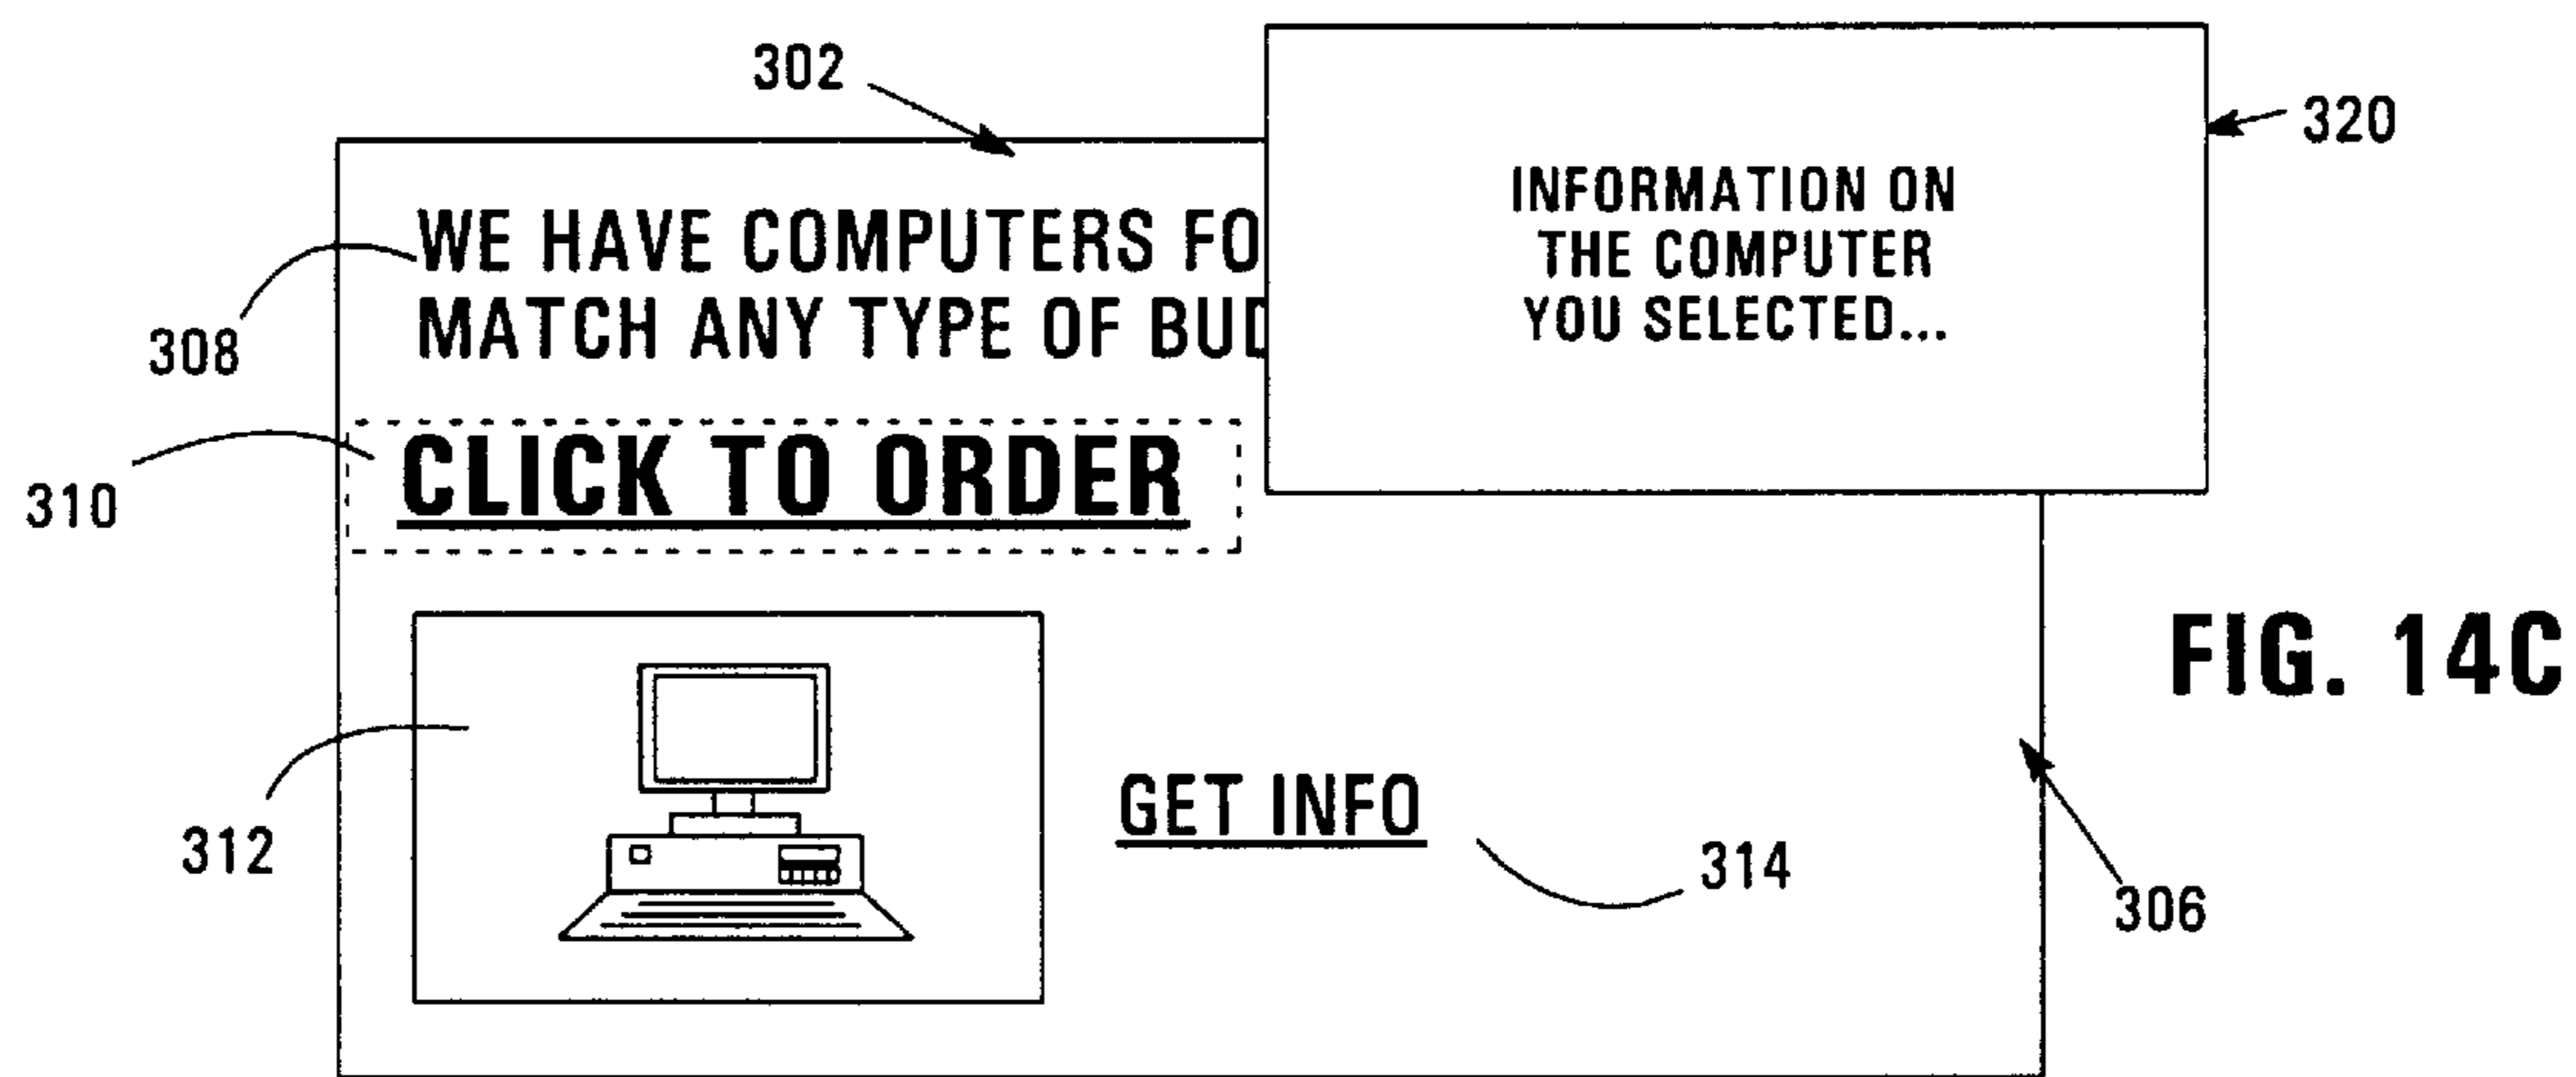 302
320
INFORMATION ON
THE COMPUTER
YOU SELECTED...
WE HAVE COMPUTERS FO
MATCH ANY TYPE OF BUD
308
CLICK TO ORDER
310
FIG. 14C
GET INFO
312
314
306